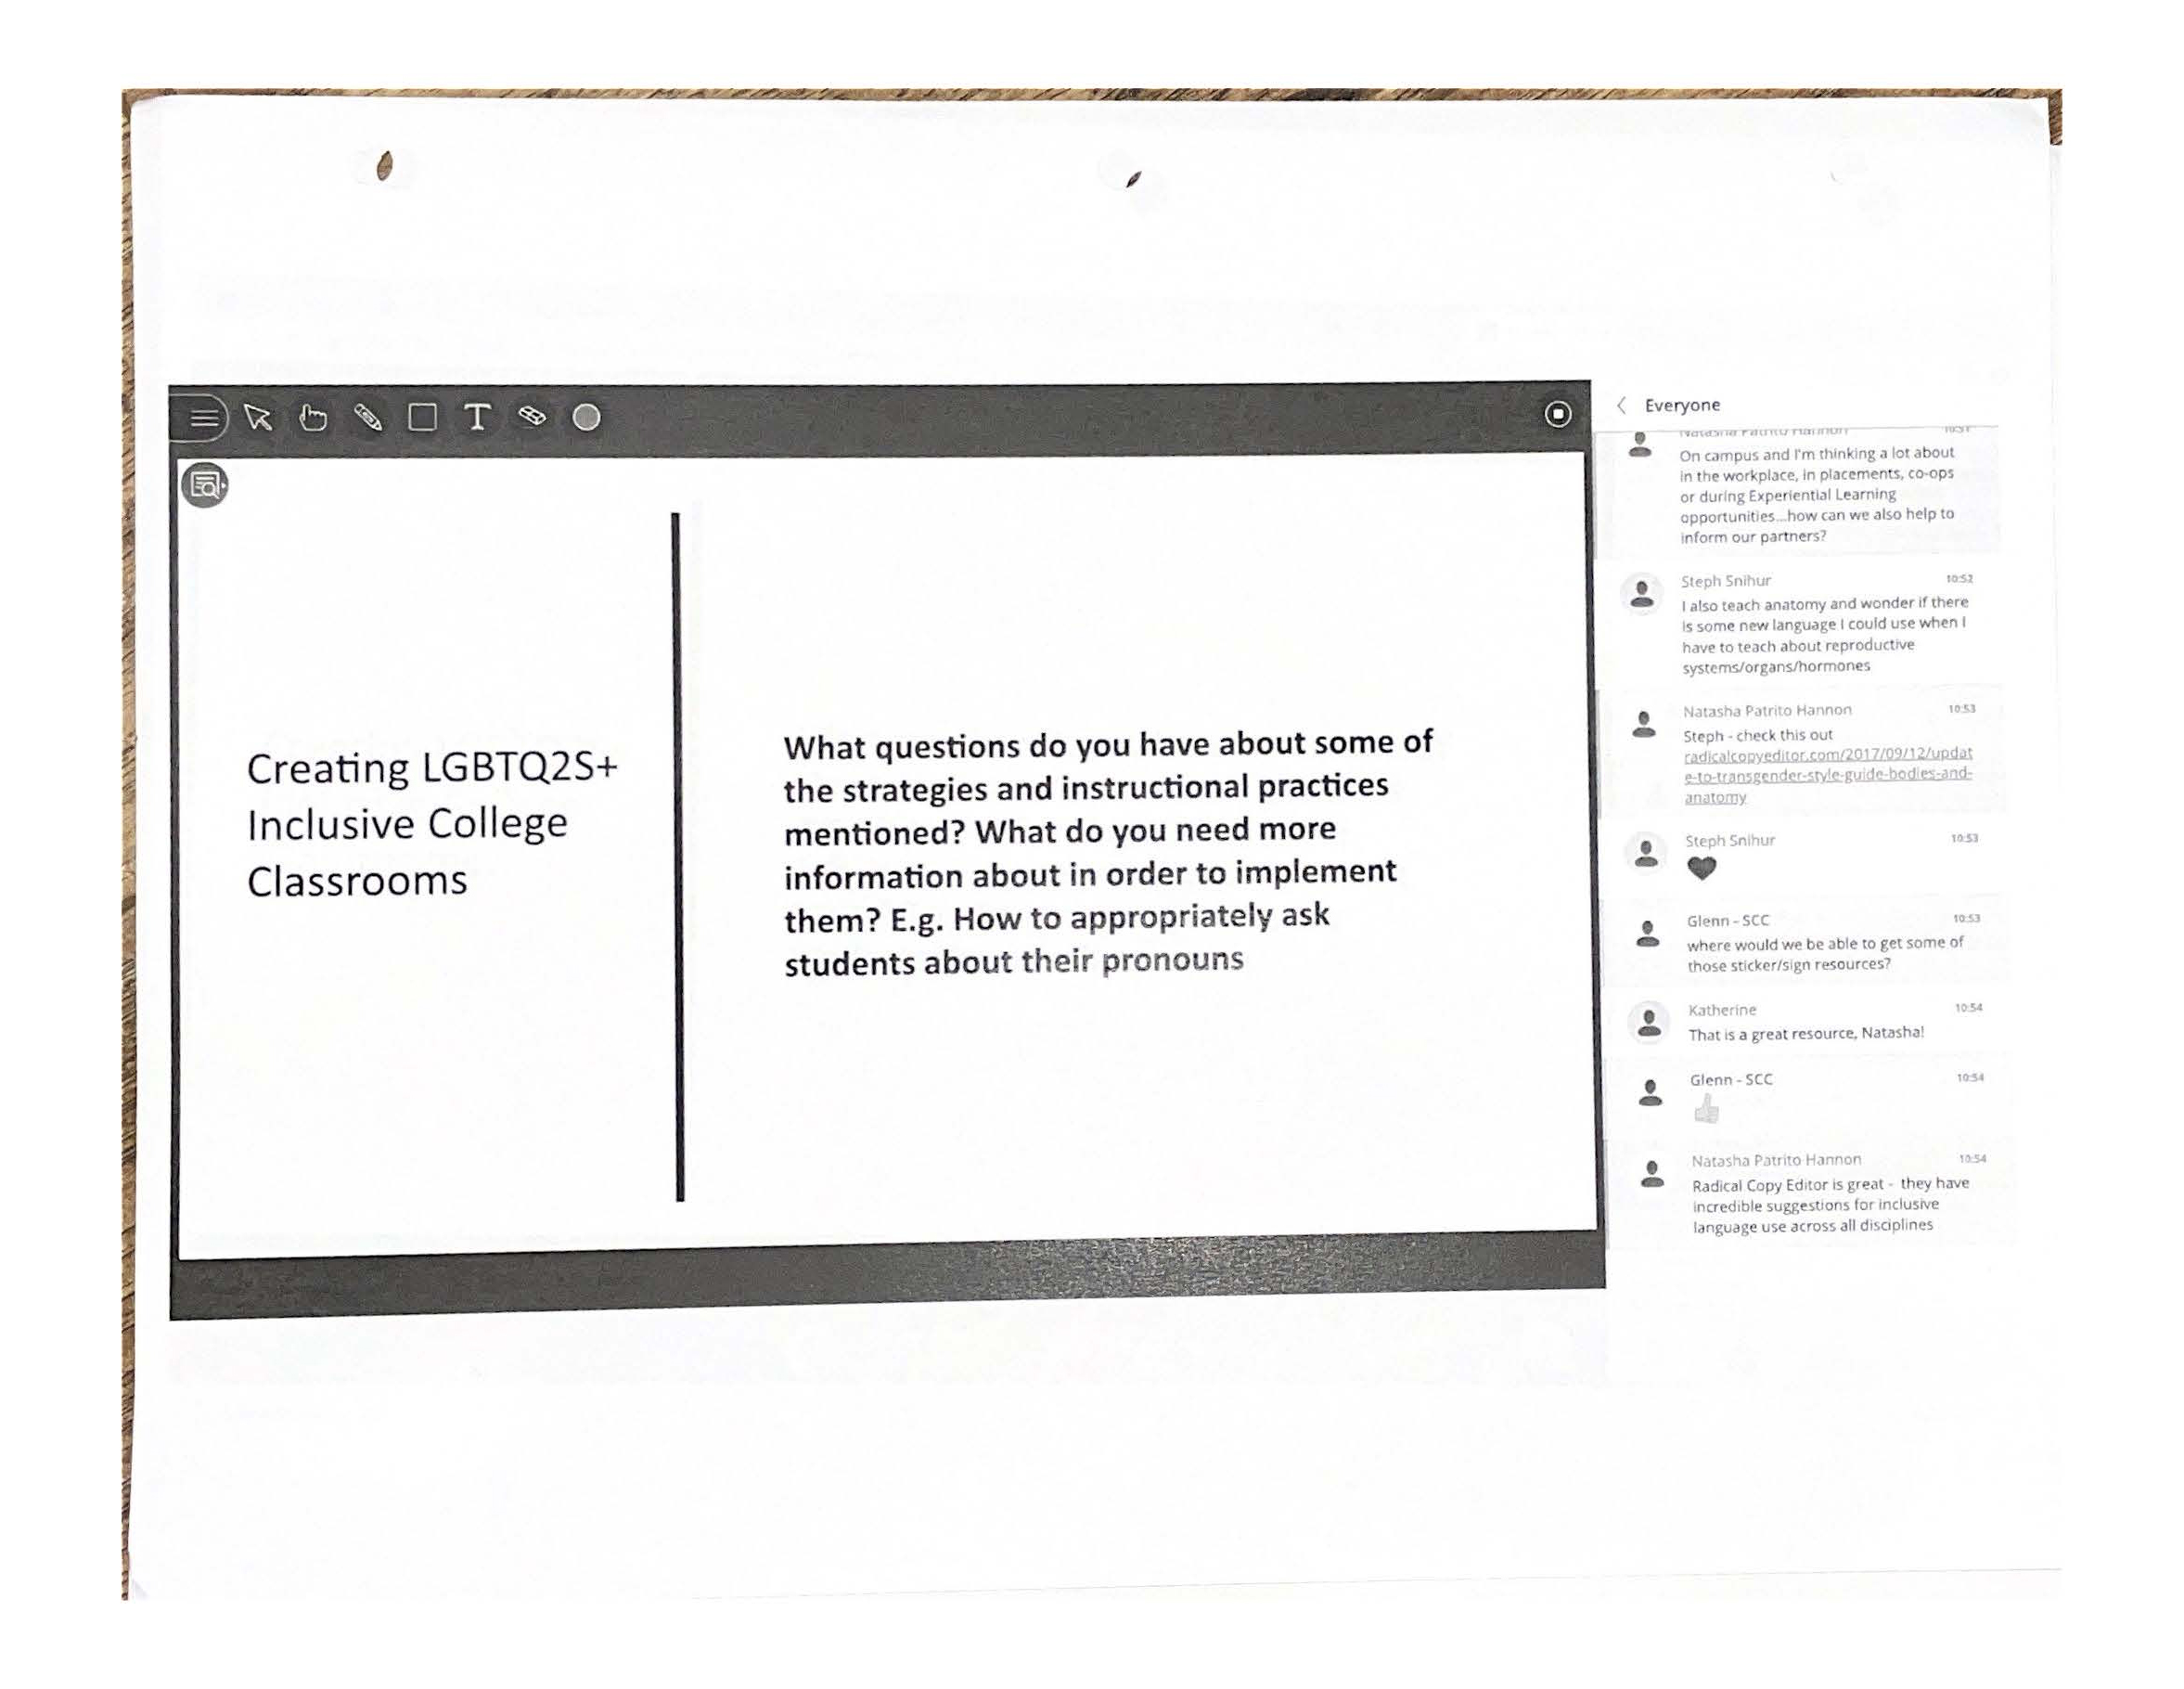 Creating LGBTQ2S+
Inclusive College
Classrooms
What questions do you have about some of
the strategies and instructional practices
mentioned? What do you need more
information about in order to implement
them? E.g. How to appropriately ask
students about their pronouns
Everyone
Natasha Patrito Hannon 10:51
On campus and I'm thinking a lot about
in the workplace, in placements, co-ops
or during Experiential Learning
opportunities...how can we also help to
inform our partners?
Steph Snihur 10:52
I also teach anatomy and wonder if there
is some new language I could use when I
have to teach about reproductive
systems/organs/hormones
Natasha Patrito Hannon 10:53
Steph - check this out
radicalcopyeditor.com/2017/09/12/updat
e-to-transgender-style-guide-bodies-and-
anatomy
Steph Snihur 10:53
Glenn - SCC 10:53
where would we be able to get some of
those sticker/sign resources?
Katherine 10:54
That is a great resource, Natasha!
Glenn - SCC 10:54
Natasha Patrito Hannon 10:54
Radical Copy Editor is great - they have
incredible suggestions for inclusive
language use across all disciplines